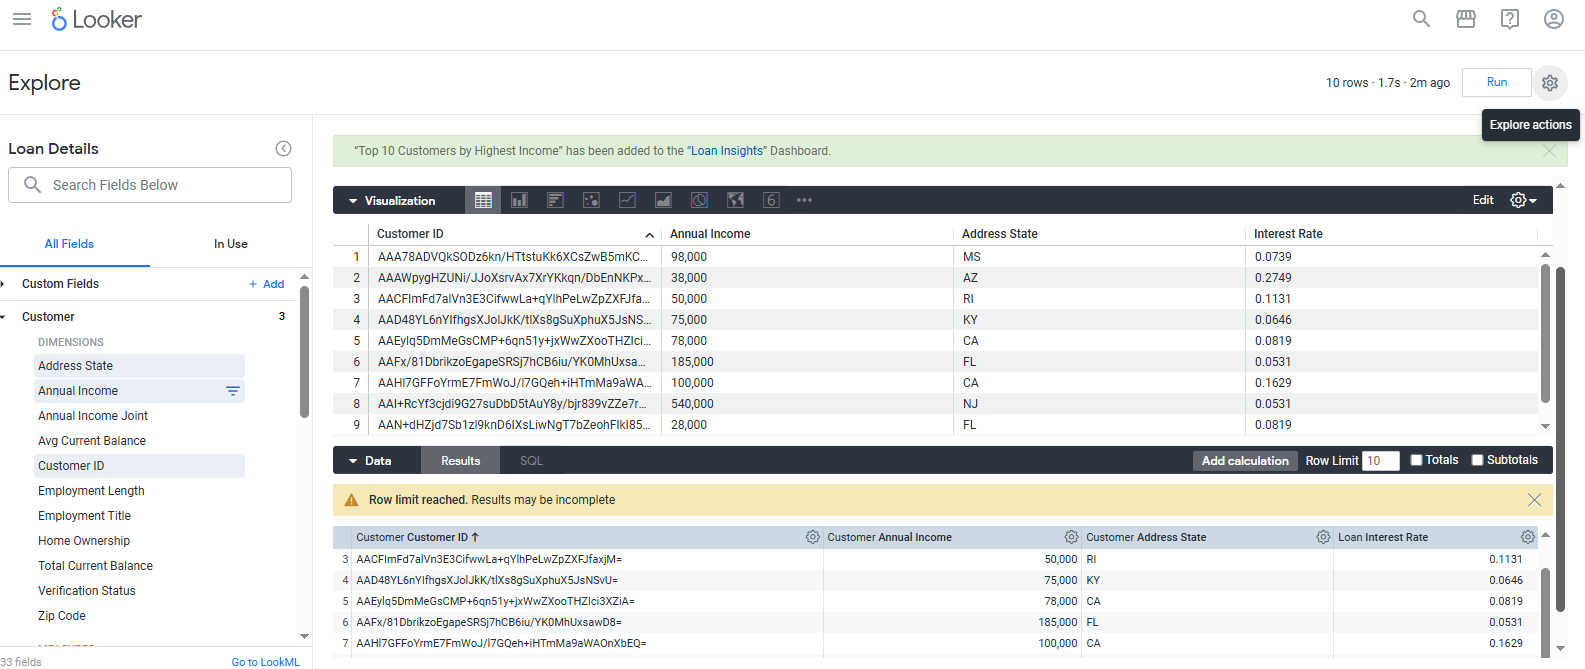 Looker
Explore
10 rows · 1.7s · 2m ago
Run
Explore actions
Loan Details
Search Fields Below
All Fields
In Use
Custom Fields
+ Add
Customer
3
DIMENSIONS
Address State
Annual Income
Annual Income Joint
Avg Current Balance
Customer ID
Employment Length
Employment Title
Home Ownership
Total Current Balance
Verification Status
Zip Code
33 fields
Go to LookML
“Top 10 Customers by Highest Income” has been added to the “Loan Insights” Dashboard.
Visualization
6
Edit
Customer ID Annual Income Address State Interest Rate
1 AAA78ADVQkSODz6kn/HTtstuKk6XCsZwB5mKC... 98,000 MS 0.0739
2 AAAWpygHZUNi/JJoXsrvAx7XrYKkqn/DbEnNKPx... 38,000 AZ 0.2749
3 AACFImFd7alVn3E3CifwwLa+qYlhPeLwZpZXFJfa... 50,000 RI 0.1131
4 AAD48YL6nYIfhgsXJolJkK/tlXs8gSuXphuX5JsNS... 75,000 KY 0.0646
5 AAEylq5DmMeGsCMP+6qn51y+jxWwZXooTHZIci... 78,000 CA 0.0819
6 AAFx/81DbrikzoEgapeSRSj7hCB6iu/YK0MhUxsa... 185,000 FL 0.0531
7 AAHl7GFFoYrmE7FmWoJ/l7GQeh+iHTmMa9aWA... 100,000 CA 0.1629
8 AAI+RcYf3cjdi9G27suDbD5tAuY8y/bjr839vZZe7r... 540,000 NJ 0.0531
9 AAN+dHZjd7Sb1zl9knD6IXsLiwNgT7bZeohFIkI85... 28,000 FL 0.0819
Data
Results
SQL
Add calculation
Row Limit 10
Totals
Subtotals
Row limit reached. Results may be incomplete
Customer Customer ID ↑ Customer Annual Income Customer Address State Loan Interest Rate
3 AACFImFd7alVn3E3CifwwLa+qYlhPeLwZpZXFJfaxjM= 50,000 RI 0.1131
4 AAD48YL6nYIfhgsXJolJkK/tlXs8gSuXphuX5JsNSvU= 75,000 KY 0.0646
5 AAEylq5DmMeGsCMP+6qn51y+jxWwZXooTHZIci3XZiA= 78,000 CA 0.0819
6 AAFx/81DbrikzoEgapeSRSj7hCB6iu/YK0MhUxsawD8= 185,000 FL 0.0531
7 AAHl7GFFoYrmE7FmWoJ/l7GQeh+iHTmMa9aWAOnXbEQ= 100,000 CA 0.1629